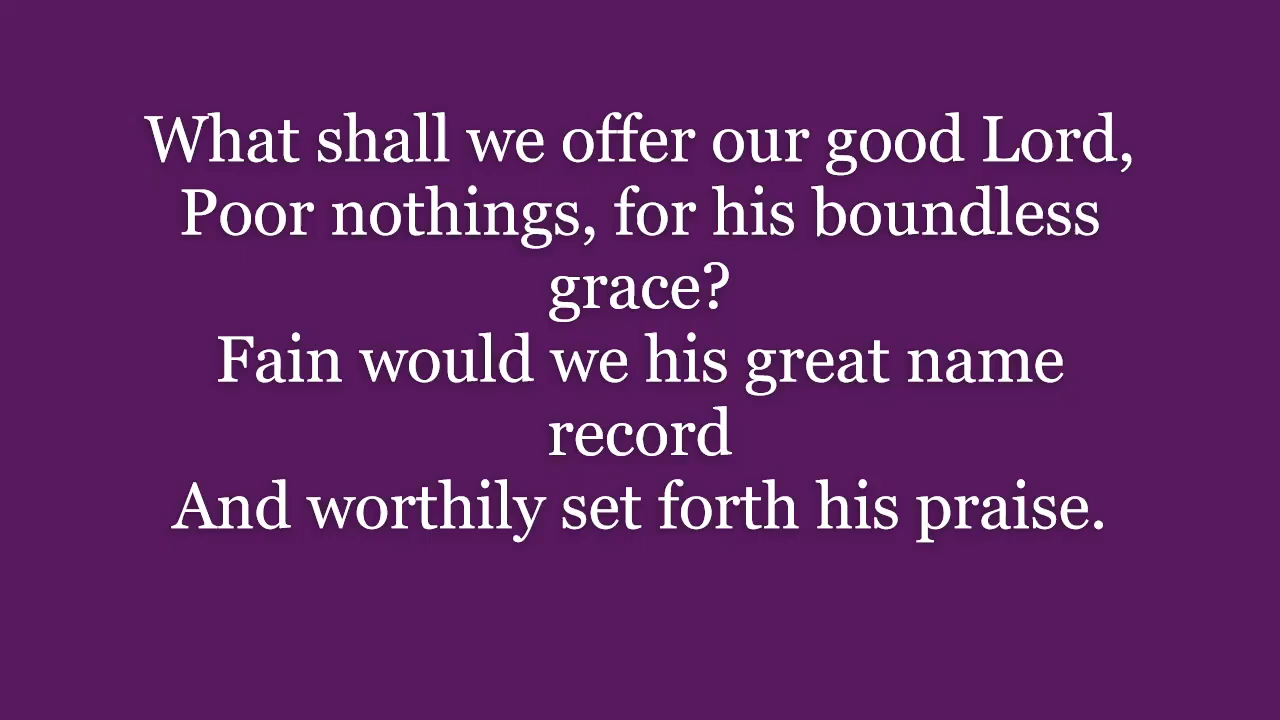 What shall we offer our good Lord,
Poor nothings, for his boundless
grace?
Fain would we his great name
record
And worthily set forth his praise.